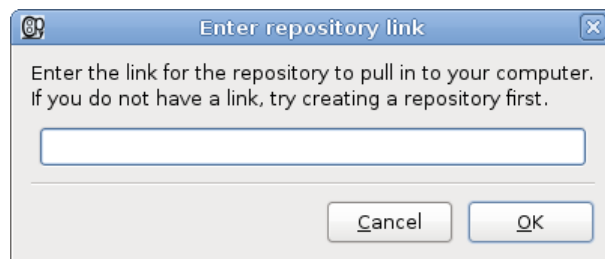 Enter repository link
Enter the link for the repository to pull in to your computer.
If you do not have a link, try creating a repository first.
Cancel
OK